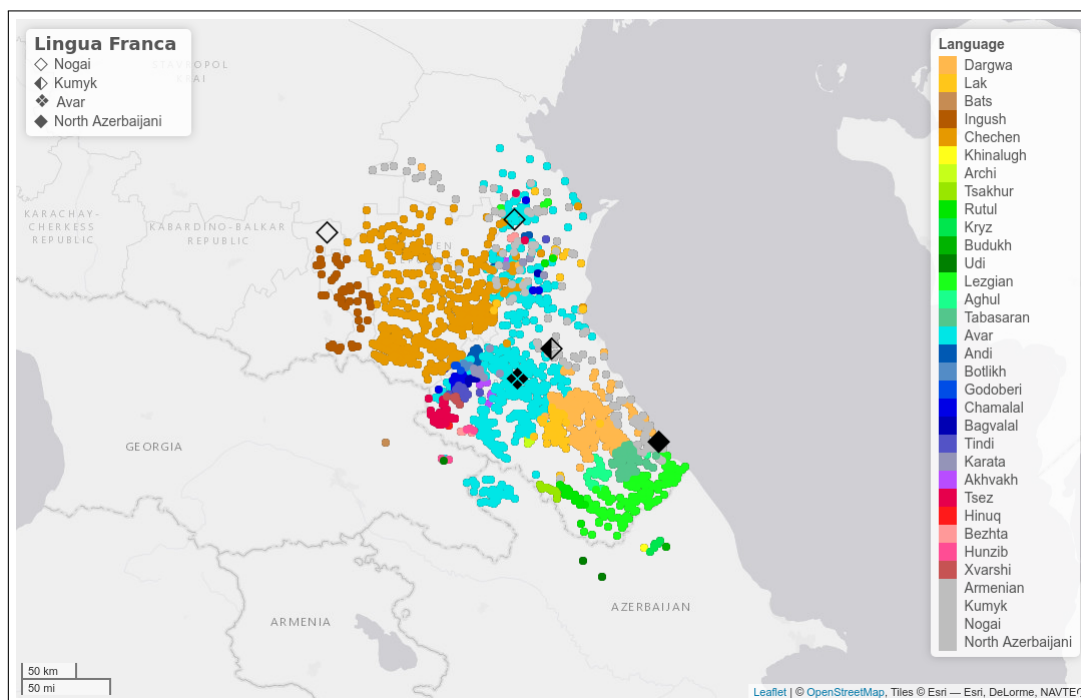 Lingua Franca
Nogai
Kumyk
Avar
North Azerbaijani
KARACHAY-
CHERKESS
REPUBLIC
KABARDINO-BALKAR
REPUBLIC
GEORGIA
ARMENIA
AZERBAIJAN
Language
Dargwa
Lak
Bats
Ingush
Chechen
Khinalugh
Archi
Tsakhur
Rutul
Kryz
Budukh
Udi
Lezgian
Aghul
Tabasaran
Avar
Andi
Botlikh
Godoberi
Chamalal
Bagvalal
Tindi
Karata
Akhvakh
Tsez
Hinuq
Bezhta
Hunzib
Xvarshi
Armenian
Kumyk
Nogai
North Azerbaijani
50 km
50 mi
Leaflet | © OpenStreetMap, Tiles © Esri — Esri, DeLorme, NAVTEQ